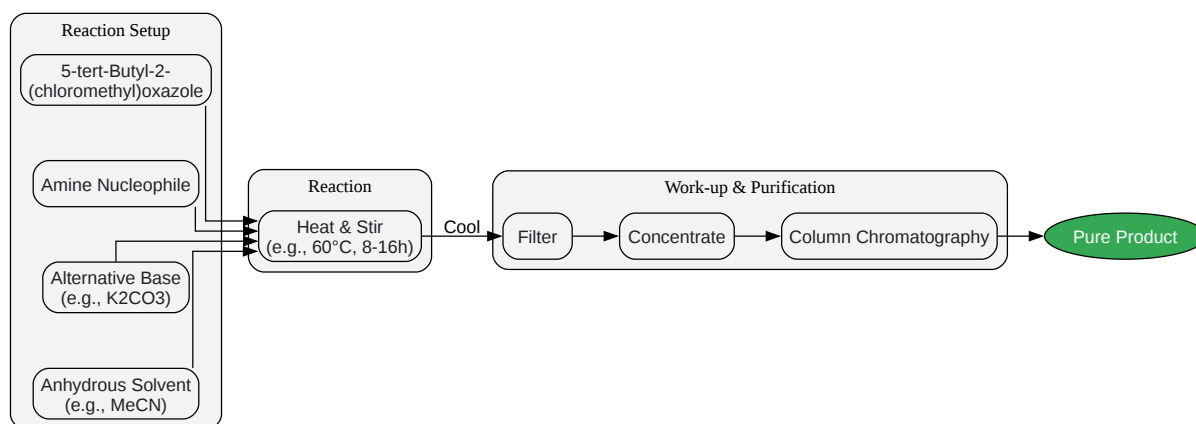 Reaction Setup
5-tert-Butyl-2-
(chloromethyl)oxazole
Amine Nucleophile
Alternative Base
(e.g., K2CO3)
Anhydrous Solvent
(e.g., MeCN)
Reaction
Heat & Stir
(e.g., 60°C, 8-16h)
Cool
Work-up & Purification
Filter
Concentrate
Column Chromatography
Pure Product